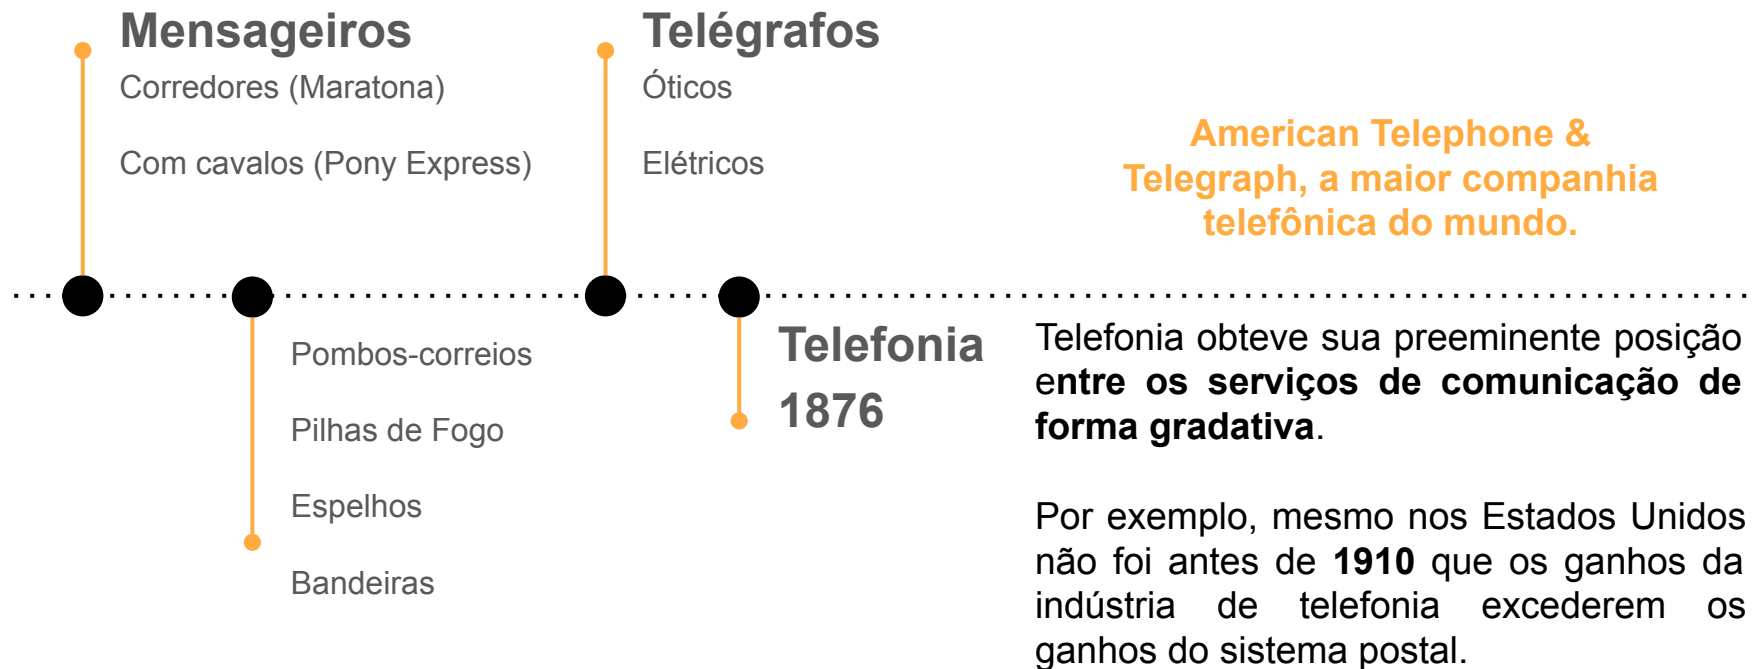 Mensageiros
Corredores (Maratona)
Com cavalos (Pony Express)
Telégrafos
Óticos
Elétricos
American Telephone &
Telegraph, a maior companhia
telefônica do mundo.
Pombos-correios
Pilhas de Fogo
Espelhos
Bandeiras
Telefonia
1876
Telefonia obteve sua preeminente posição
entre os serviços de comunicação de
forma gradativa.
Por exemplo, mesmo nos Estados Unidos
não foi antes de 1910 que os ganhos da
indústria de telefonia excederem os
ganhos do sistema postal.